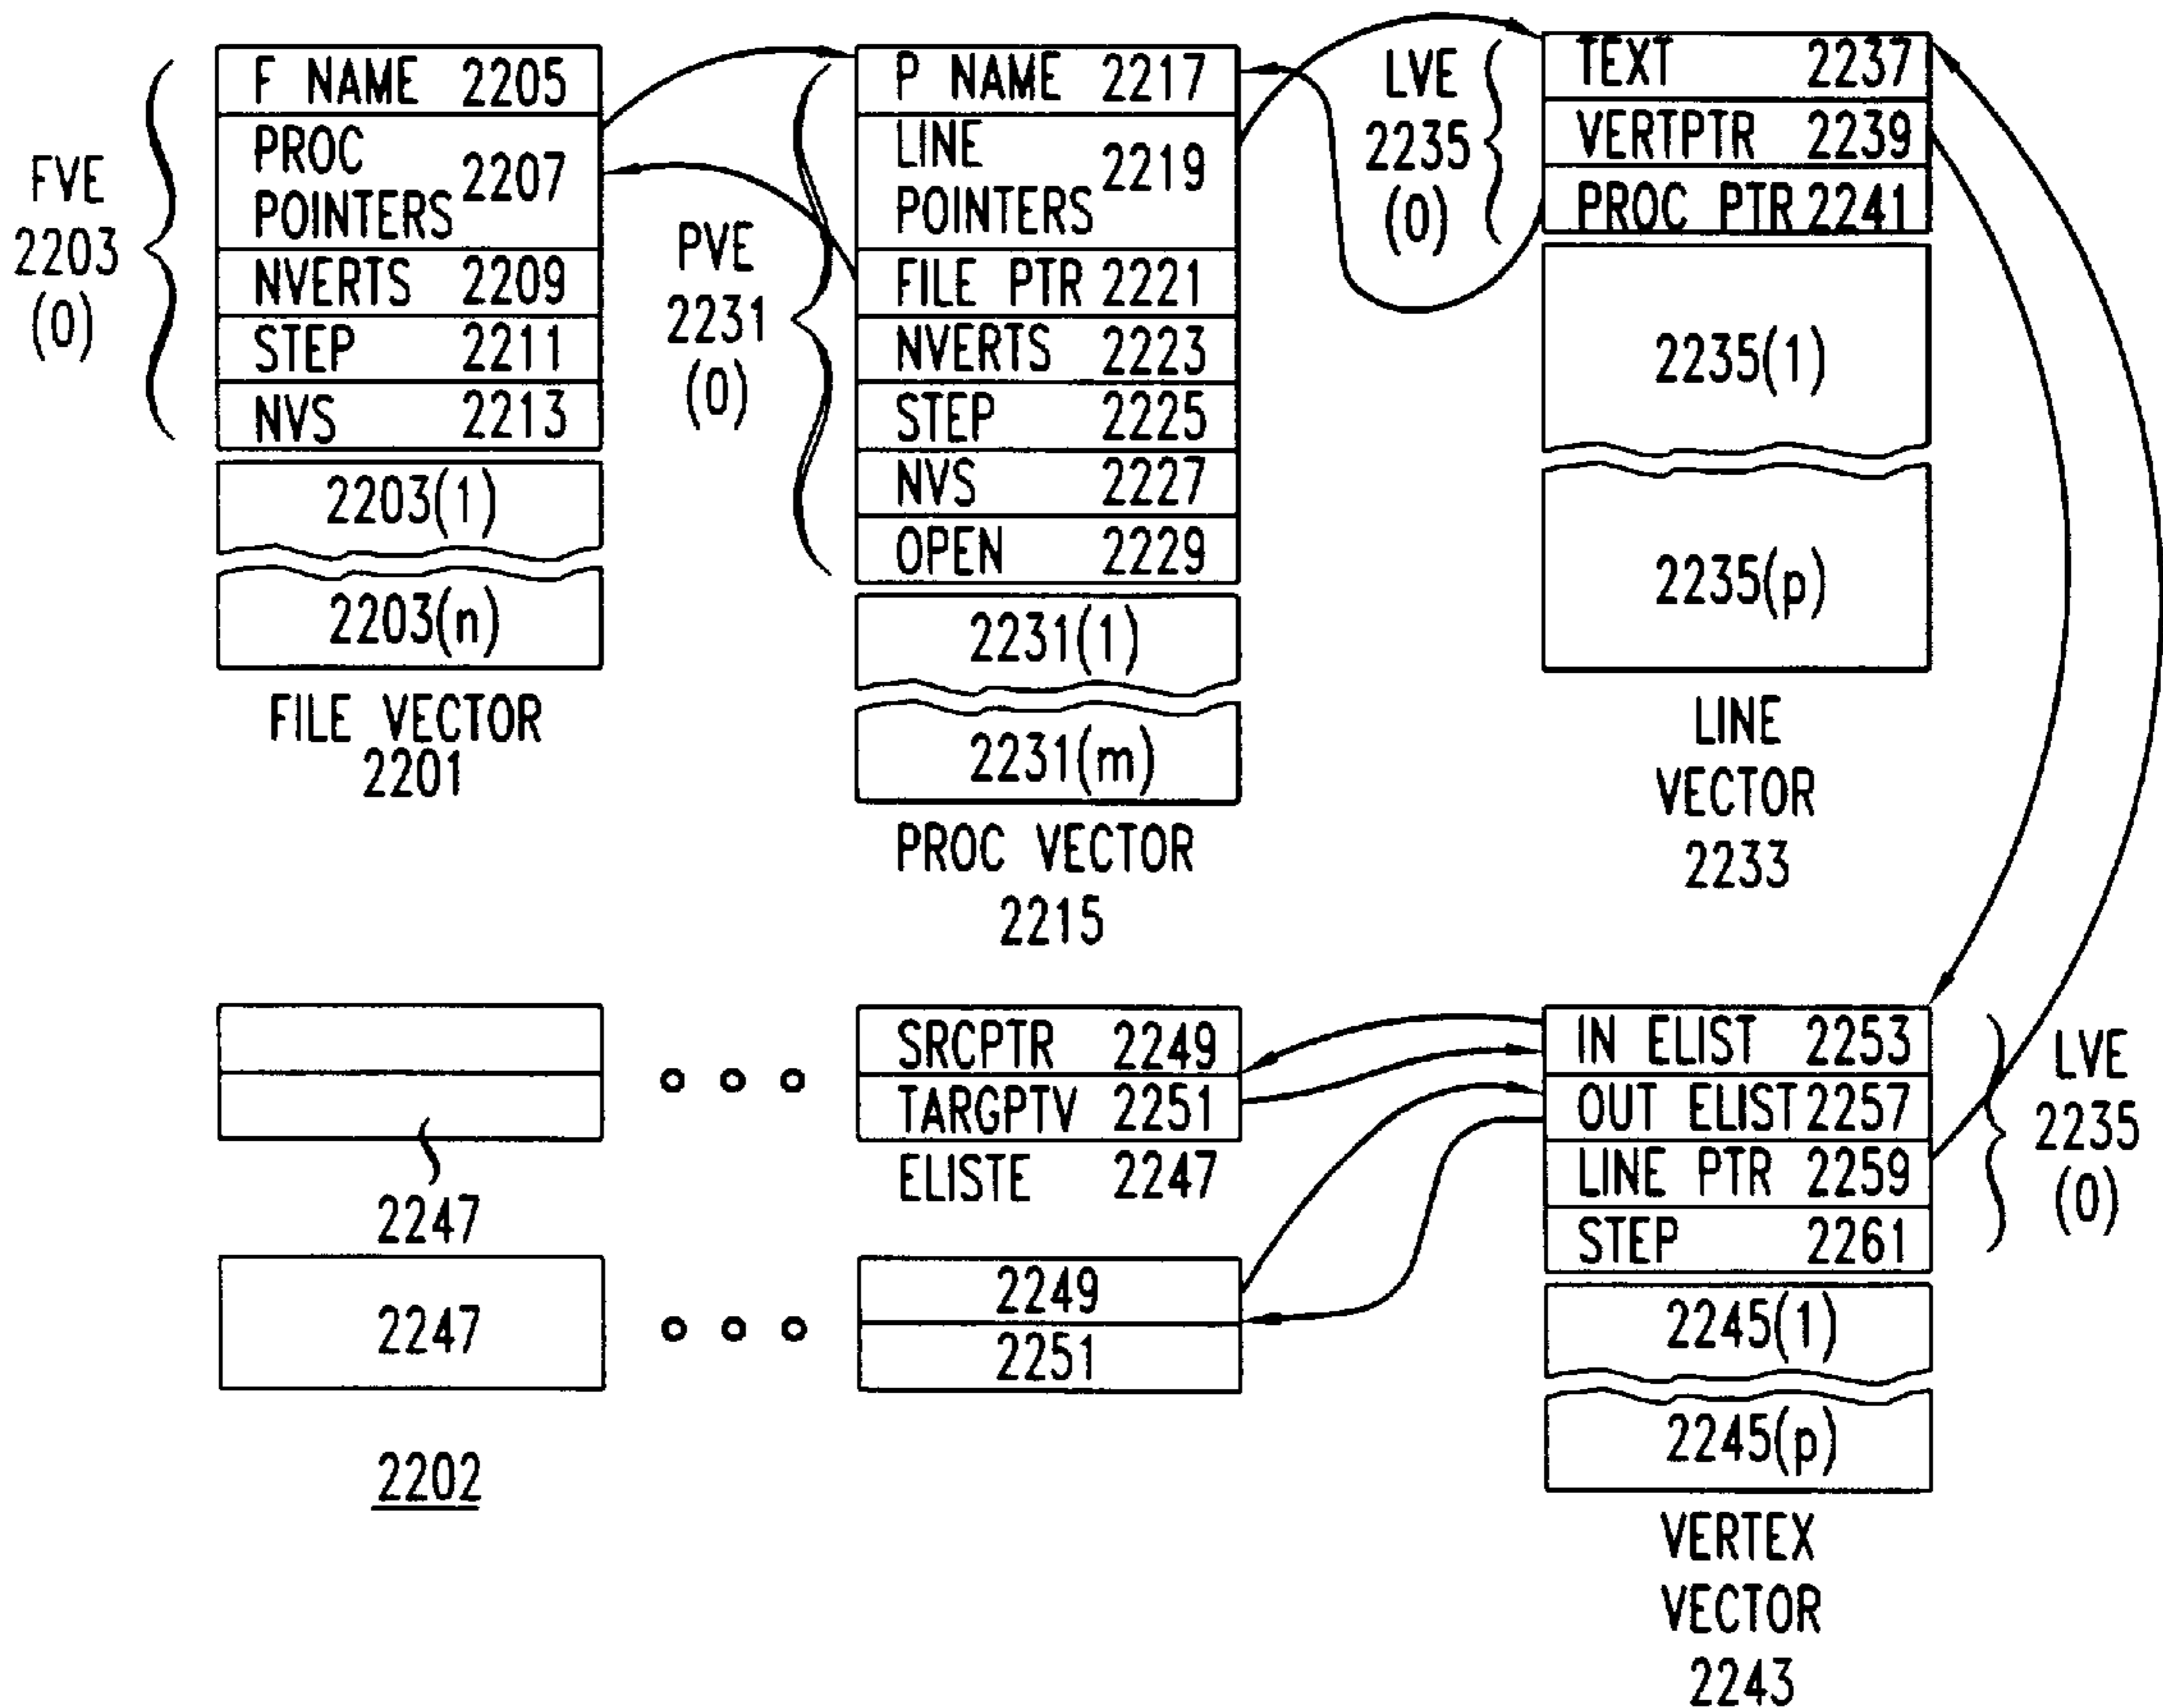 FVE
2203
(0)
F NAME 2205
PROC
POINTERS 2207
NVERTS 2209
STEP 2211
NVS 2213
2203(1)
2203(n)
FILE VECTOR
2201
PVE
2231
(0)
P NAME 2217
LINE
POINTERS 2219
FILE PTR 2221
NVERTS 2223
STEP 2225
NVS 2227
OPEN 2229
2231(1)
2231(m)
PROC VECTOR
2215
LVE
2235
(0)
TEXT 2237
VERTPTR 2239
PROC PTR 2241
2235(1)
2235(p)
LINE
VECTOR
2233
2247
2247
SRCPTR 2249
TARGPTV 2251
ELISTE 2247
2249
2251
IN ELIST 2253
OUT ELIST 2257
LINE PTR 2259
STEP 2261
LVE
2235
(0)
2245(1)
2245(p)
VERTEX
VECTOR
2243
2202